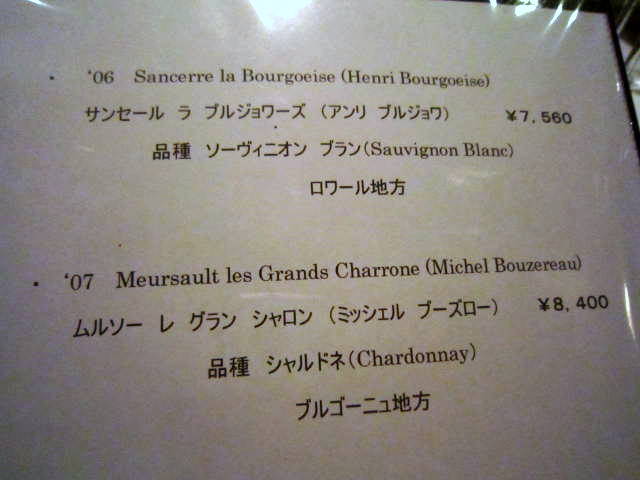 ・ '06 Sancerre la Bourgoeise (Henri Bourgoeise)
サンセール ラ ブルジョワーズ （アンリ ブルジョワ） ￥7,560
品種 ソーヴィニオン ブラン（Sauvignon Blanc）
ロワール地方
・ '07 Meursault les Grands Charrone (Michel Bouzereau)
ムルソー レ グラン シャロン （ミッシェル ブーズロー） ￥8,400
品種 シャルドネ（Chardonnay）
ブルゴーニュ地方